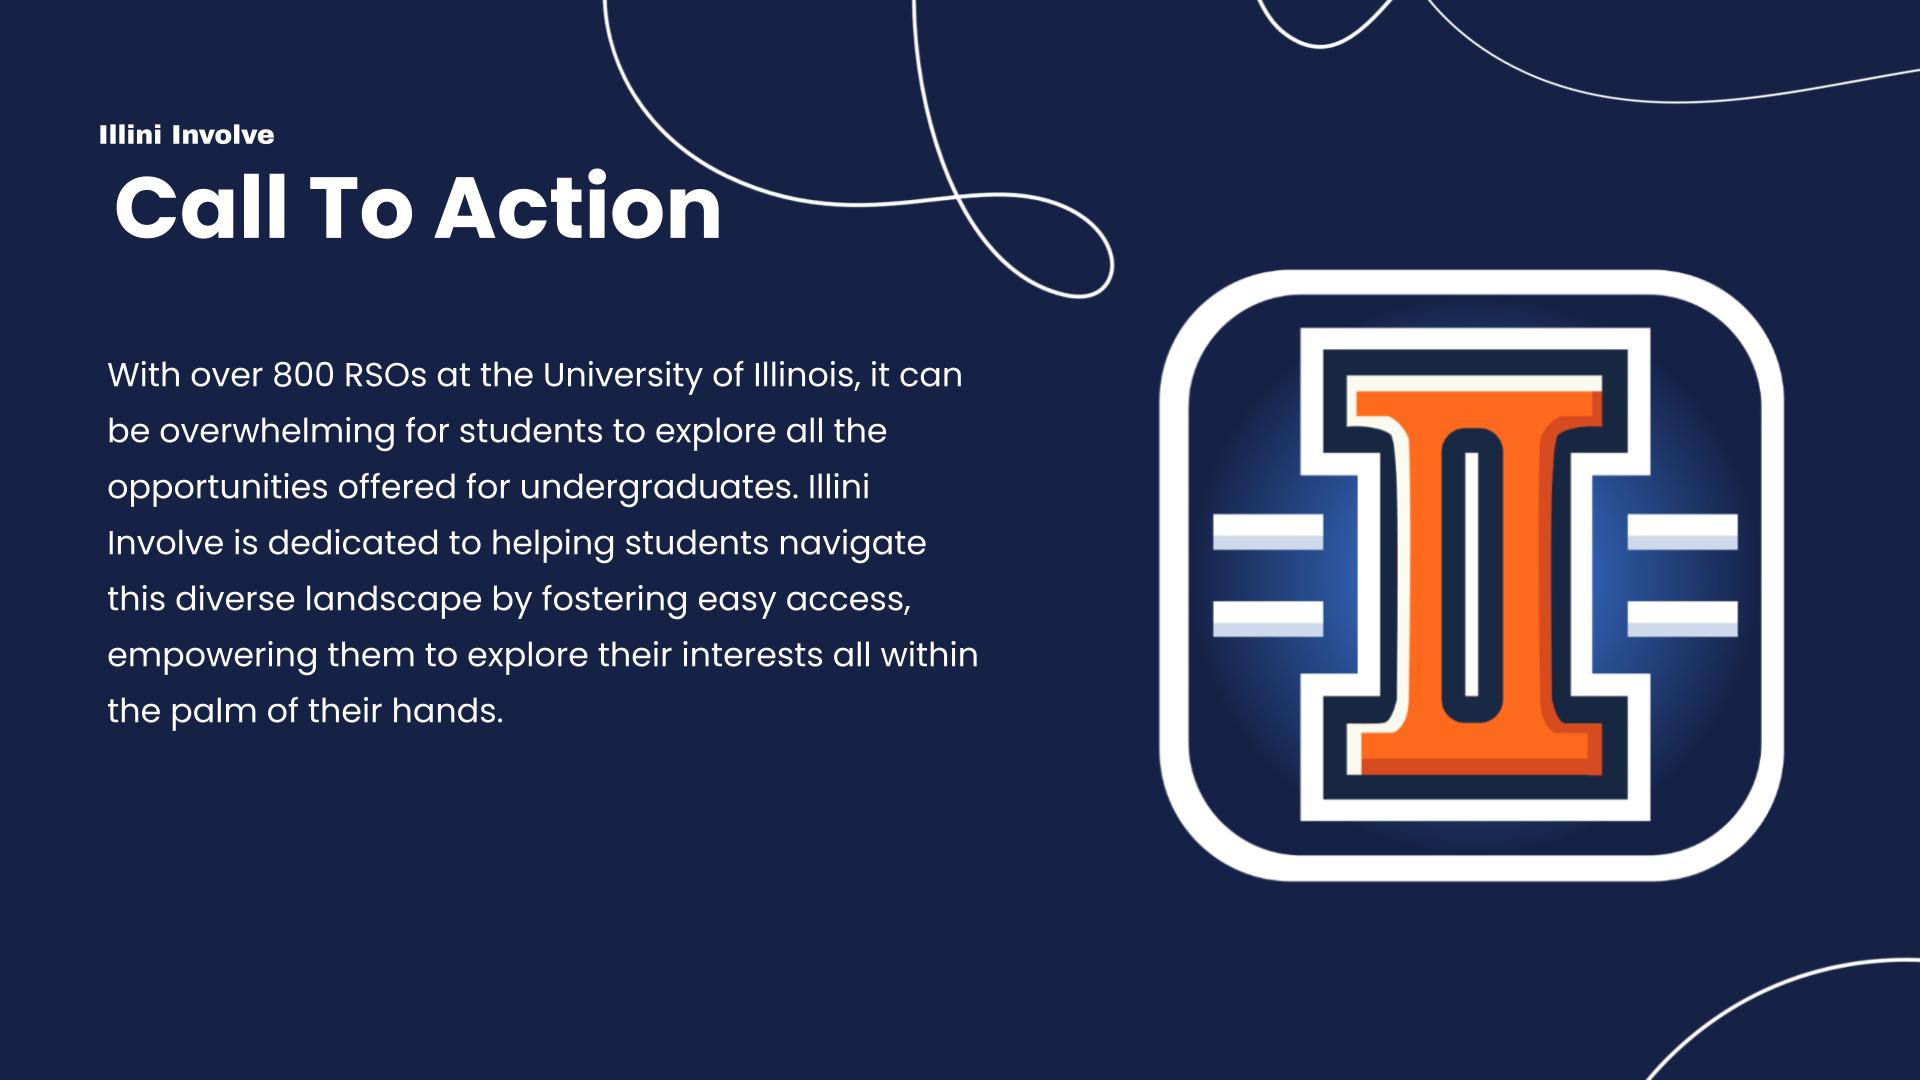 Illini Involve
Call To Action
With over 800 RSOs at the University of Illinois, it can
be overwhelming for students to explore all the
opportunities offered for undergraduates. Illini
Involve is dedicated to helping students navigate
this diverse landscape by fostering easy access,
empowering them to explore their interests all within
the palm of their hands.
I